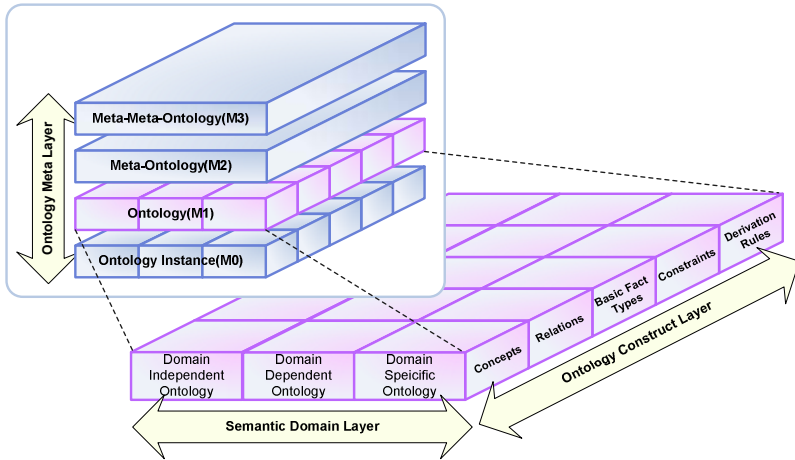 Ontology Meta Layer
Meta-Meta-Ontology(M3)
Meta-Ontology(M2)
Ontology(M1)
Ontology Instance(M0)
Domain
Independent
Ontology
Domain
Dependent
Ontology
Domain
Speicific
Ontology
Concepts
Relations
Basic Fact
Types
Constraints
Derivation
Rules
Semantic Domain Layer
Ontology Construct Layer